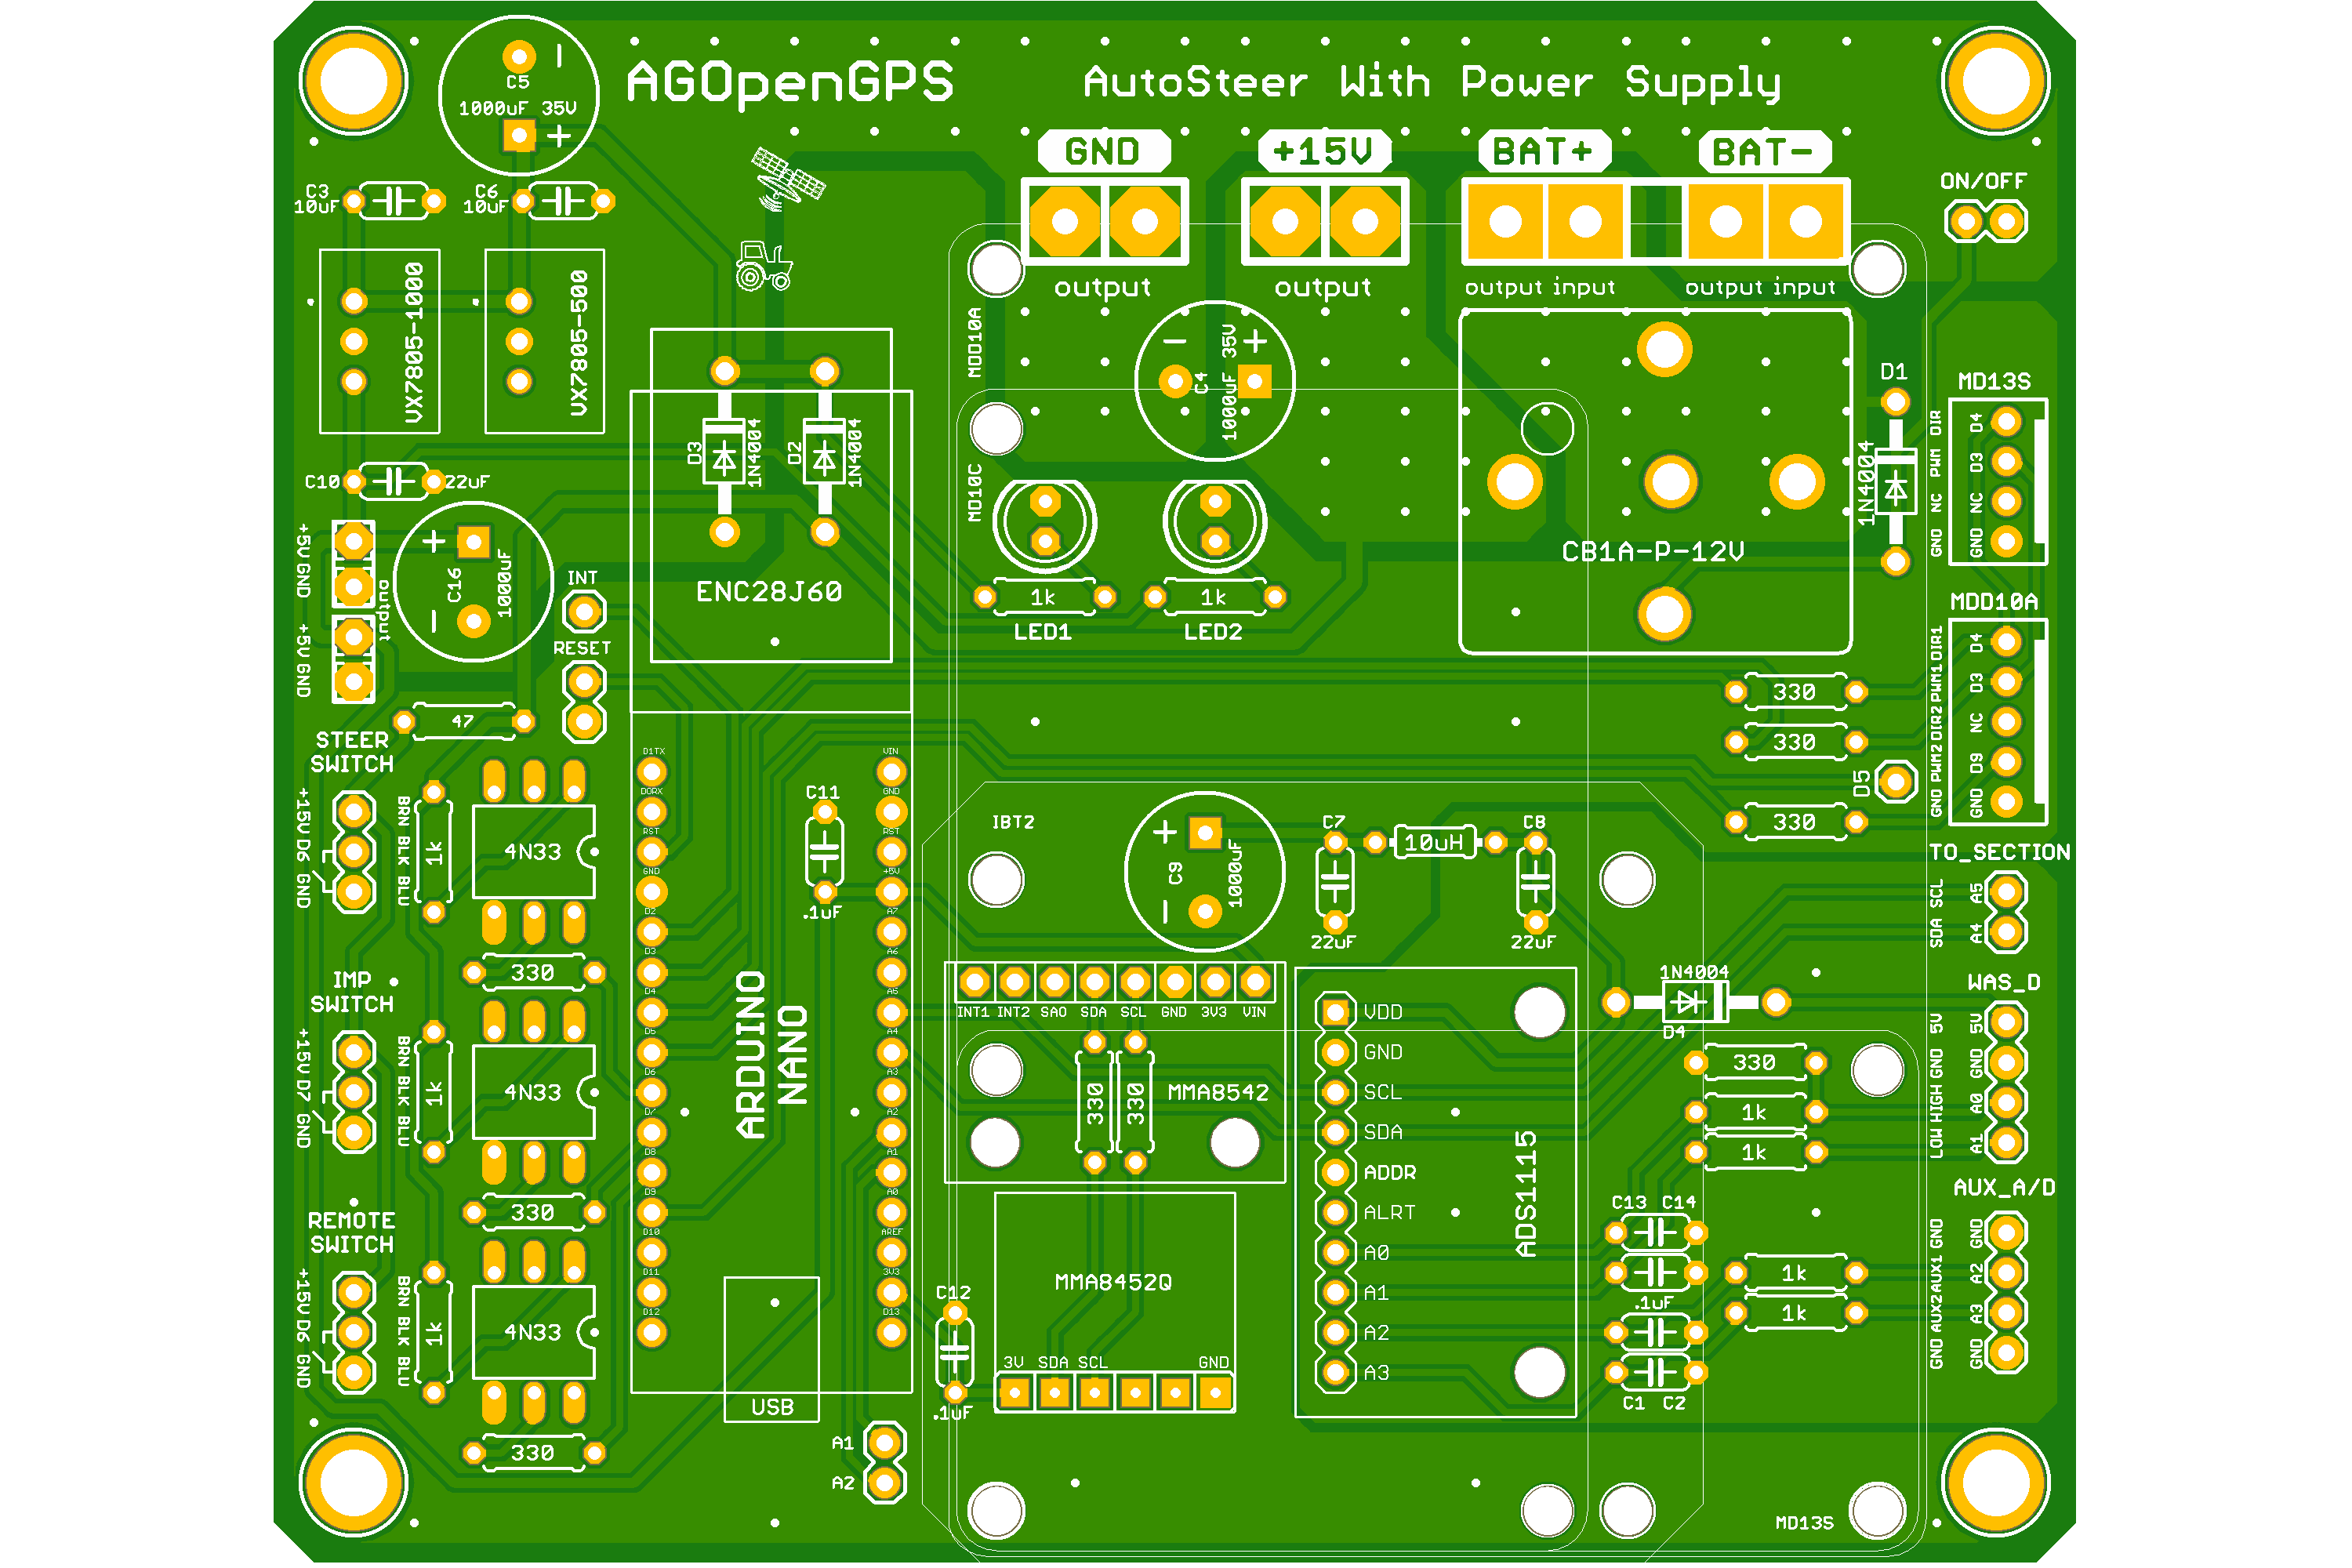 AGOpenGPS
AutoSteer With Power Supply
C5
1000uF 35V
GND
+15V
BAT+
BAT-
ON/OFF
C3
10uF
C6
10uF
output
output
output input
output input
VX7805-1000
VX7805-500
MDD10A
C4
1000uF 35V
D1
1N4004
MD13S
DIR
PWM
NC
GND
D4
D3
NC
GND
D3
1N4004
D2
1N4004
MD10C
C10
22uF
+5V GND
output
+5V GND
C16
1000uF
INT
RESET
ENC28J60
1k
LED1
1k
LED2
CB1A-P-12V
MDD10A
DIR1
PWM1
DIR2
PWM2
GND
D4
D3
NC
D9
GND
330
330
330
D5
47
STEER
SWITCH
+15V D6 GND
BRN BLK BLU
1k
4N33
330
IMP
SWITCH
+15V D7 GND
BRN BLK BLU
1k
4N33
330
REMOTE
SWITCH
+15V D6 GND
BRN BLK BLU
1k
4N33
330
D1TX
D0RX
RST
GND
D2
D3
D4
D5
D6
D7
D8
D9
D10
D11
D12
VIN
GND
RST
+5V
A7
A6
A5
A4
A3
A2
A1
A0
AREF
3V3
D13
C11
.1uF
ARDUINO
NANO
USB
A1
A2
C12
.1uF
IBT2
C9
1000uF
C7
22uF
10uH
C8
22uF
INT1 INT2 SAO SDA SCL GND 3V3 VIN
330
330
MMA8542
MMA8452Q
3V SDA SCL GND
VDD
GND
SCL
SDA
ADDR
ALRT
A0
A1
A2
A3
ADS1115
1N4004
D4
330
1k
1k
C13 C14
.1uF
C1 C2
1k
1k
TO_SECTION
SCL
SDA
A5
A4
WAS_D
5V
GND
HIGH
LOW
5V
GND
A0
A1
AUX_A/D
GND
AUX1
AUX2
GND
GND
A2
A3
GND
MD13S